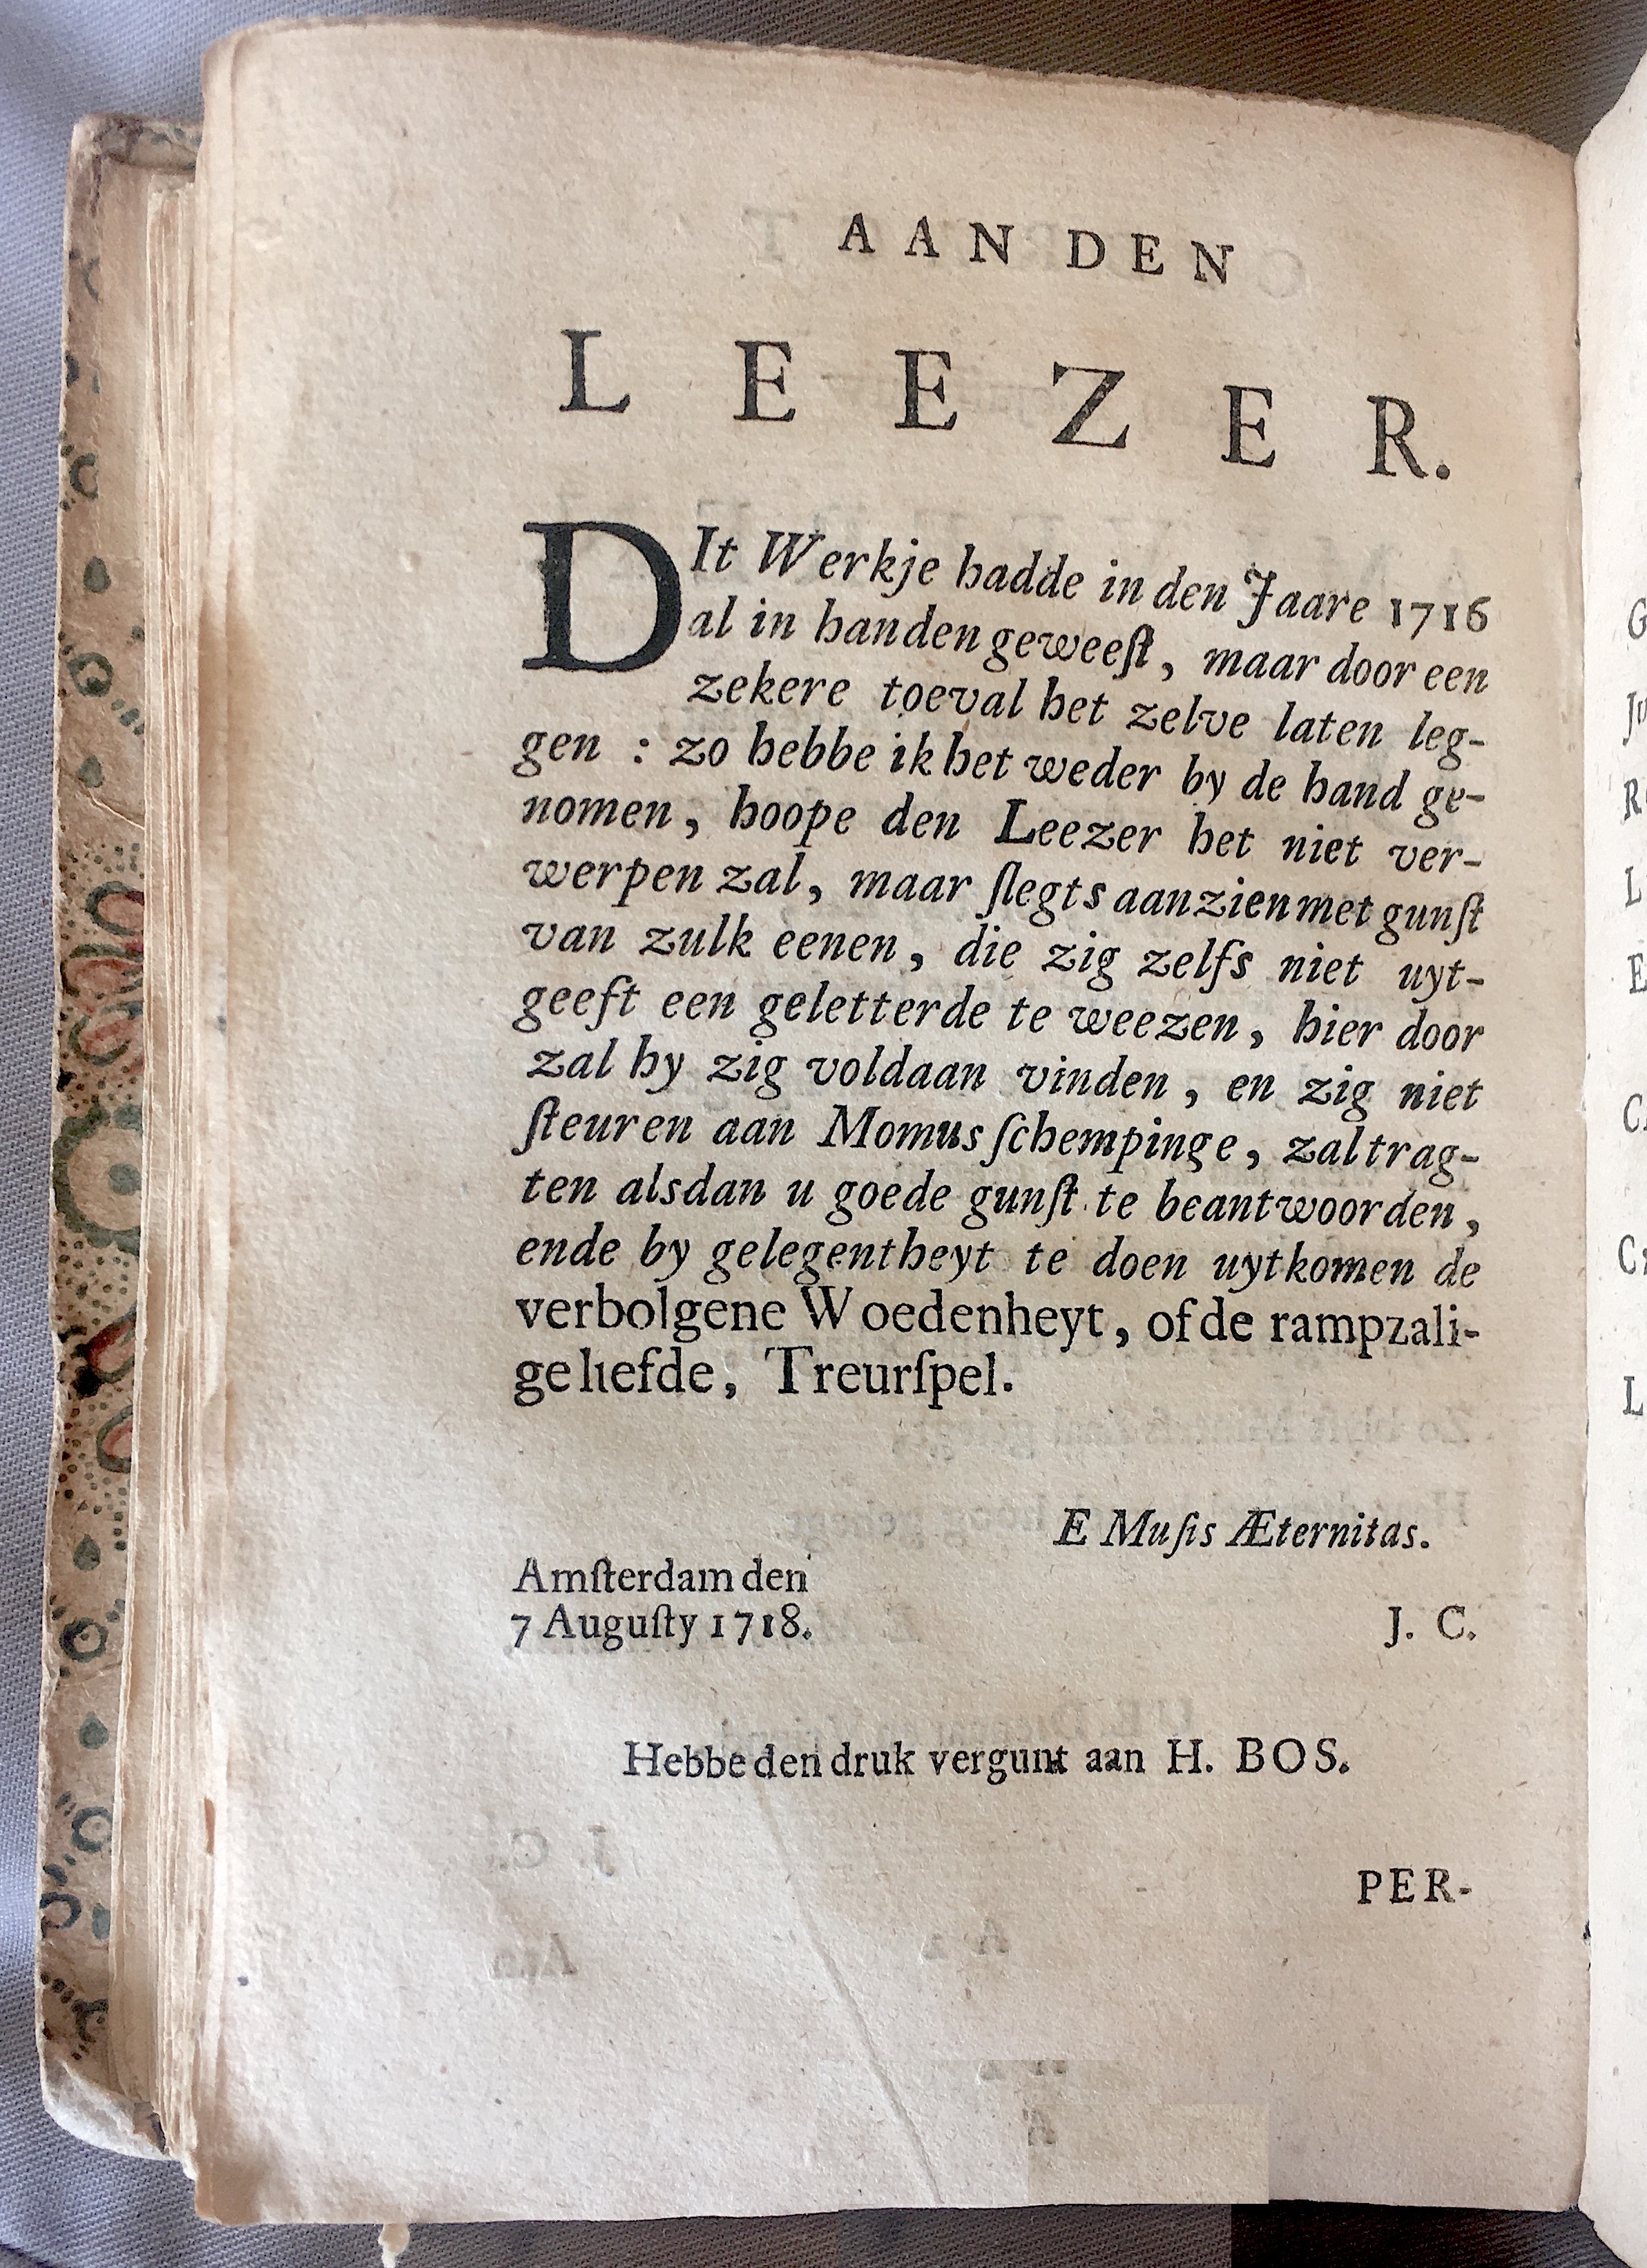 AAN DEN
LEEZER.
DIt Werkje hadde in den Jaare 1716
al in handen geweeſt, maar door een
zekere toeval het zelve laten leg-
gen : zo hebbe ik het weder by de hand ge-
nomen, hoope den Leezer het niet ver-
werpen zal, maar ſlegts aanzien met gunſt
van zulk eenen, die zig zelfs niet uyt-
geeft een geletterde te weezen, hier door
zal hy zig voldaan vinden, en zig niet
ſteuren aan Momus ſchempinge, zal trag-
ten alsdan u goede gunſt te beantwoorden,
ende by gelegentheyt te doen uytkomen de
verbolgene Woedenheyt, of de rampzali-
ge liefde, Treurſpel.
E Muſis Æternitas.
Amſterdam den
7 Auguſty 1718.
J. C.
Hebbe den druk vergunt aan H. BOS.
PER-